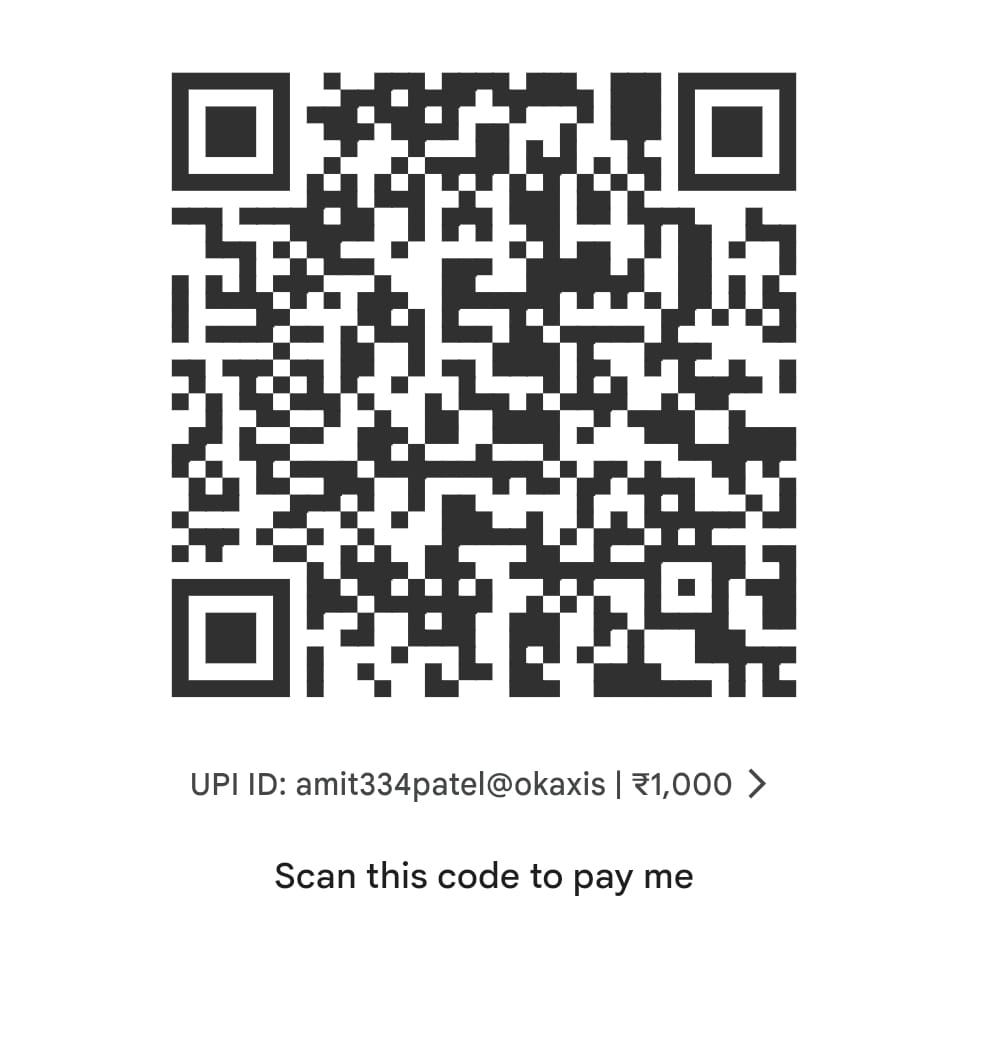 UPI ID: amit334patel@okaxis | ₹1,000
Scan this code to pay me